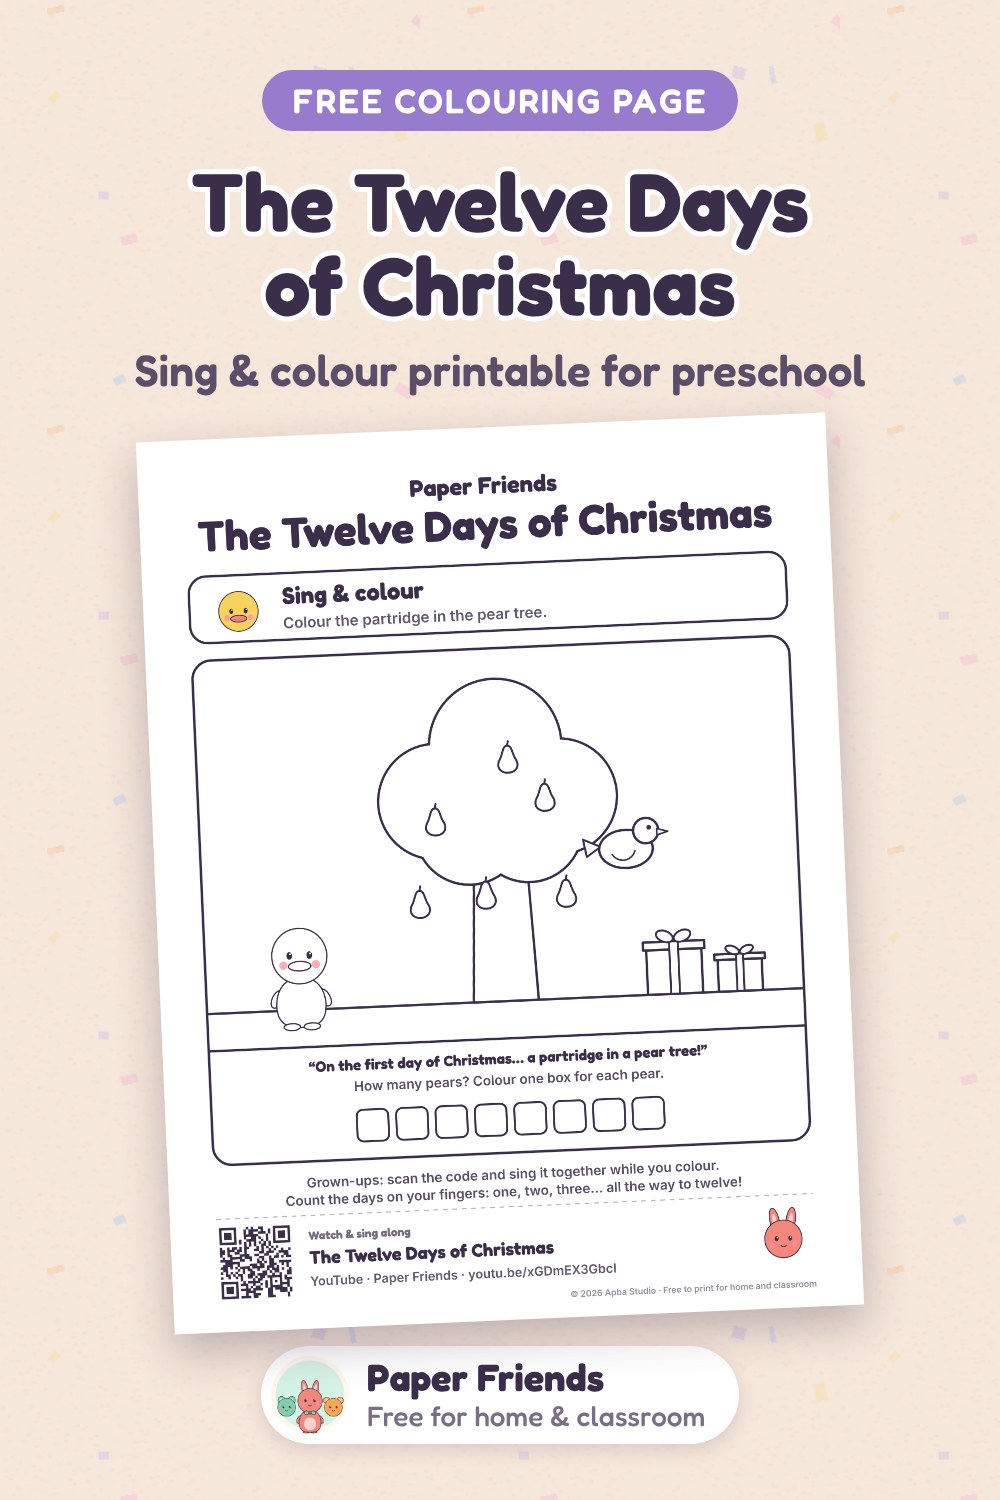 FREE COLOURING PAGE
The Twelve Days
of Christmas
Sing & colour printable for preschool
Paper Friends
The Twelve Days of Christmas
Sing & colour
Colour the partridge in the pear tree.
“On the first day of Christmas... a partridge in a pear tree!”
How many pears? Colour one box for each pear.
Grown-ups: scan the code and sing it together while you colour.
Count the days on your fingers: one, two, three... all the way to twelve!
Watch & sing along
The Twelve Days of Christmas
YouTube · Paper Friends · youtu.be/xGDmEX3Gbcl
© 2026 Apba Studio · Free to print for home and classroom
Paper Friends
Free for home & classroom